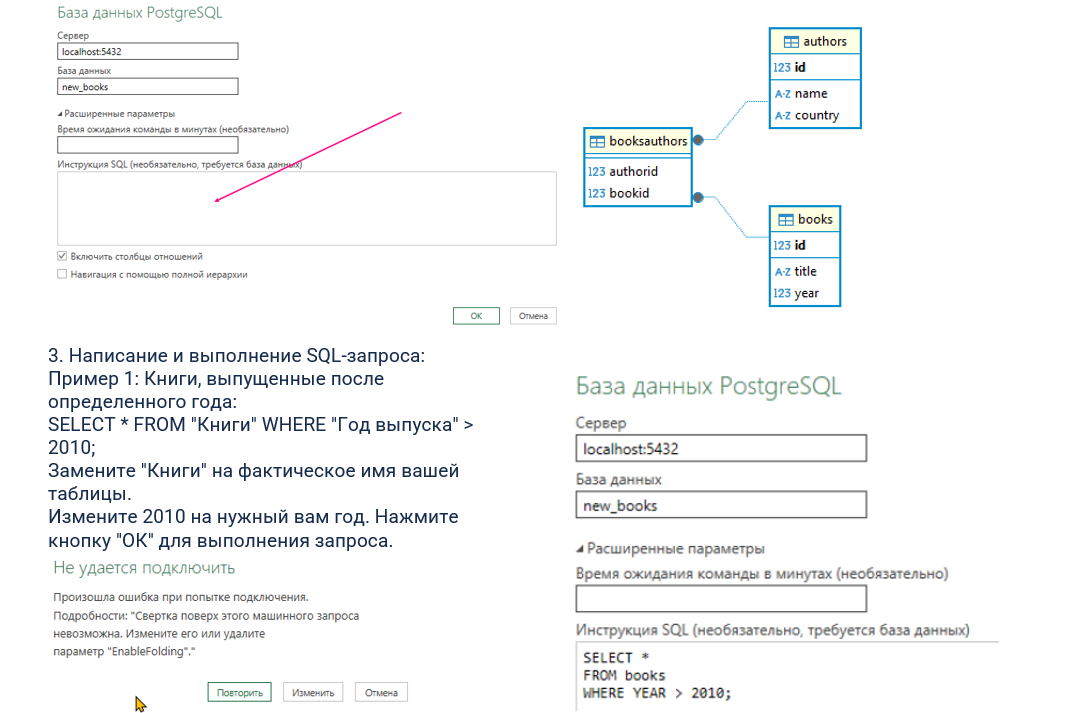 База данных PostgreSQL
Сервер
localhost:5432
База данных
new_books
Расширенные параметры
Время ожидания команды в минутах (необязательно)
Инструкция SQL (необязательно, требуется база данных)
Включить столбцы отношений
Навигация с помощью полной иерархии
ОК
Отмена
authors
123 id
A-Z name
A-Z country
booksauthors
123 authorid
123 bookid
books
123 id
A-Z title
123 year
3. Написание и выполнение SQL-запроса:
Пример 1: Книги, выпущенные после
определенного года:
SELECT * FROM "Книги" WHERE "Год выпуска" >
2010;
Замените "Книги" на фактическое имя вашей
таблицы.
Измените 2010 на нужный вам год. Нажмите
кнопку "ОК" для выполнения запроса.
Не удается подключить
Произошла ошибка при попытке подключения.
Подробности: "Свертка поверх этого машинного запроса
невозможна. Измените его или удалите
параметр "EnableFolding"."
Повторить
Изменить
Отмена
База данных PostgreSQL
Сервер
localhost:5432
База данных
new_books
Расширенные параметры
Время ожидания команды в минутах (необязательно)
Инструкция SQL (необязательно, требуется база данных)
SELECT *
FROM books
WHERE YEAR > 2010;